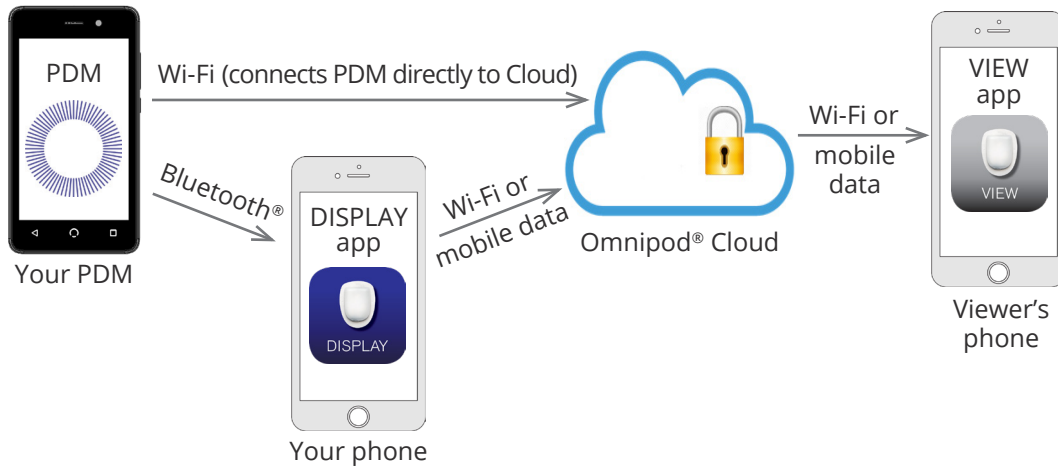 PDM
Your PDM
Wi-Fi (connects PDM directly to Cloud)
Bluetooth®
DISPLAY
app
DISPLAY
Your phone
Wi-Fi or
mobile data
Omnipod® Cloud
Wi-Fi or
mobile
data
VIEW
app
VIEW
Viewer’s
phone